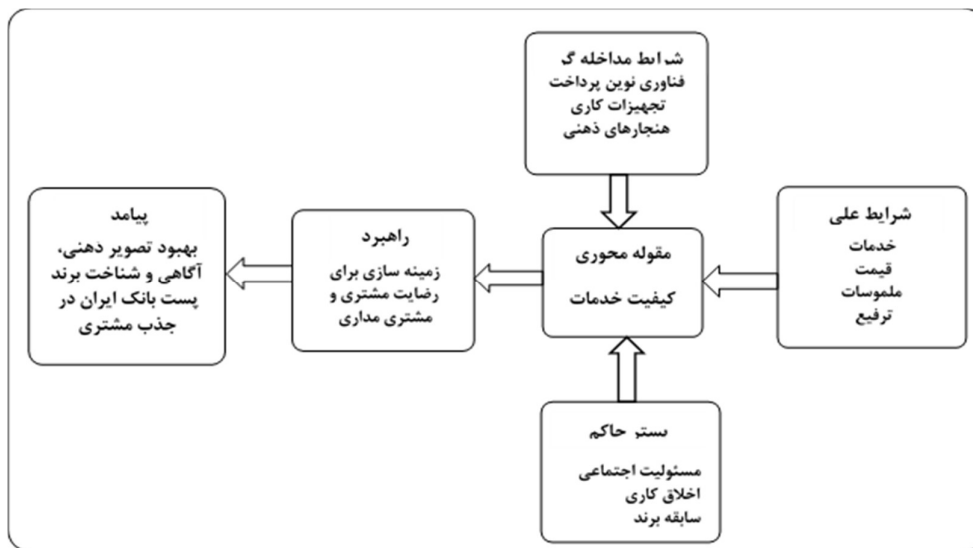 شرایط مداخله گر
فناوری نوین پرداخت
تجهیزات کاری
هنجارهای ذهنی
شرایط علی
خدمات
قیمت
ملموسات
ترفیع
مقوله محوری
کیفیت خدمات
راهبرد
زمینه سازی برای
رضایت مشتری و
مشتری مداری
پیامد
بهبود تصویر ذهنی،
آگاهی و شناخت برند
پست بانک ایران در
جذب مشتری
بستر حاکم
مسئولیت اجتماعی
اخلاق کاری
سابقه برند